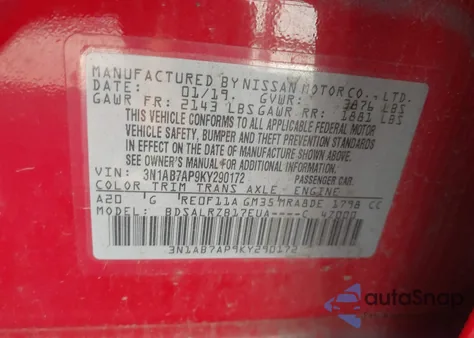 MANUFACTURED BY NISSAN MOTOR CO., LTD.
DATE: 01/19. GVWR: 3876 LBS
GAWR FR: 2143 LBS GAWR RR: 1881 LBS
THIS VEHICLE CONFORMS TO ALL APPLICABLE FEDERAL MOTOR
VEHICLE SAFETY, BUMPER AND THEFT PREVENTION STANDARDS
IN EFFECT ON THE DATE OF MANUFACTURE SHOWN ABOVE.
SEE OWNER'S MANUAL FOR ADDITIONAL INFORMATION.
VIN: 3N1AB7AP9KY290172 PASSENGER CAR
COLOR TRIM TRANS AXLE ENGINE
A20 G RE0F11A GM35 MRA8DE 1798 CC
MODEL: BDSALRZB17EUA----C 47000
3N1AB7AP9KY290172
autoSnap